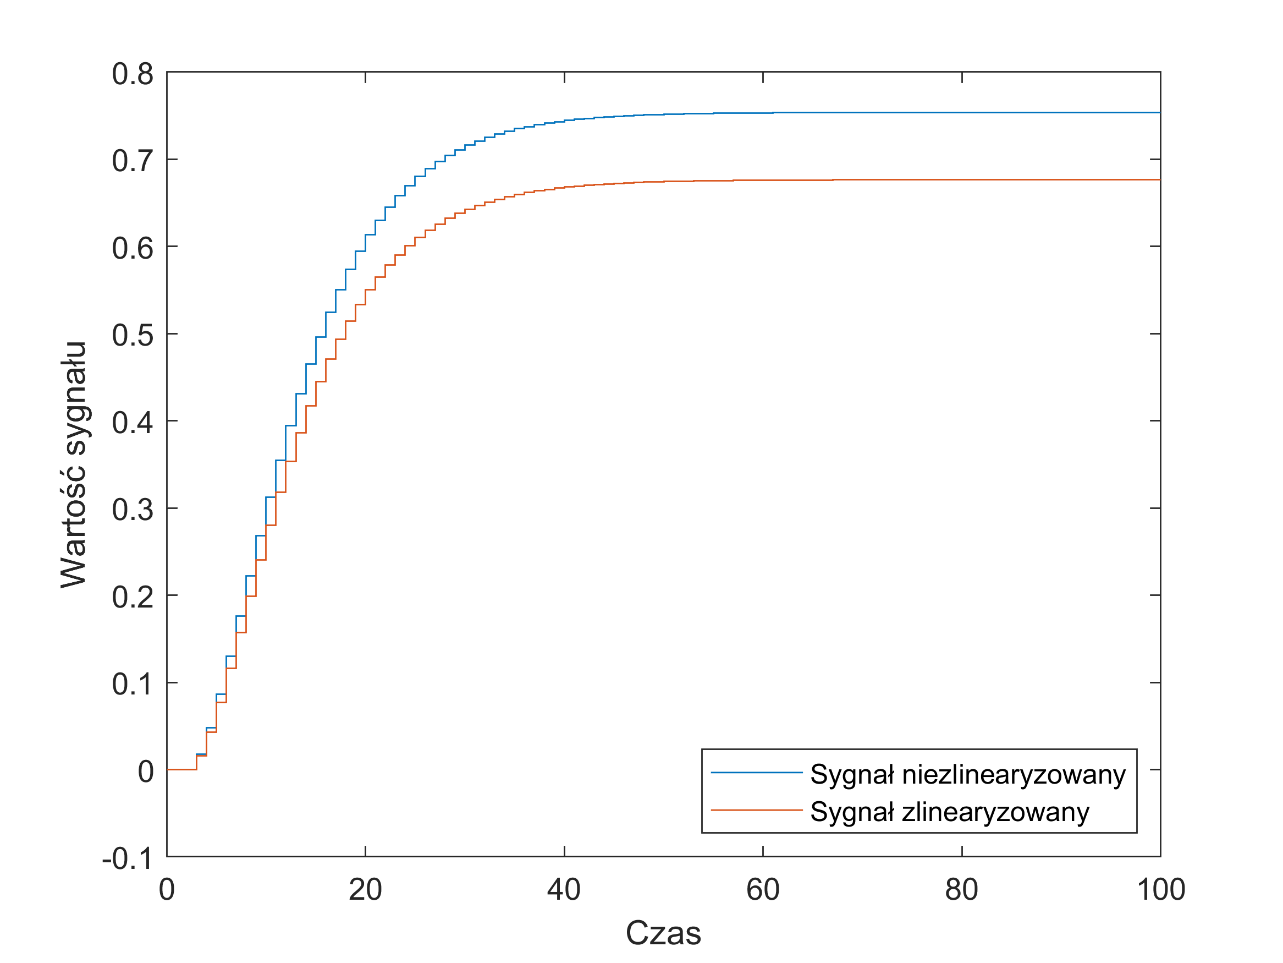 0.8
0.7
0.6
0.5
0.4
0.3
0.2
0.1
0
-0.1
Wartość sygnału
Sygnał niezlinearyzowany
Sygnał zlinearyzowany
0 20 40 60 80 100
Czas